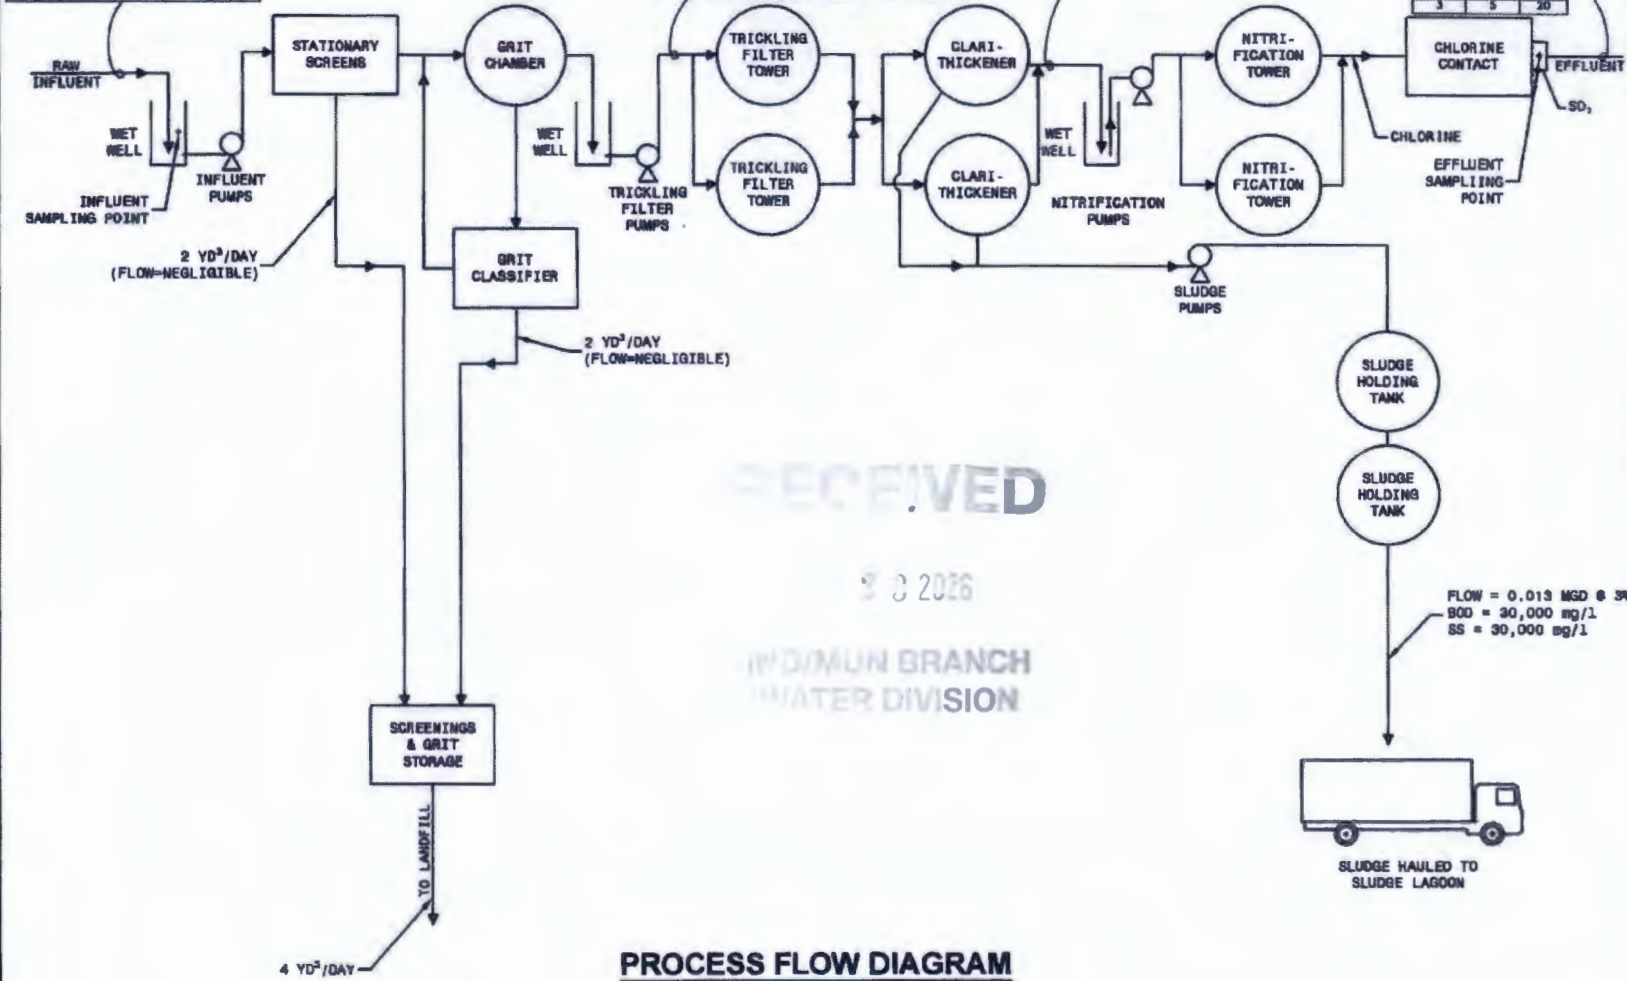 3 5 20
RAW
INFLUENT
STATIONARY
SCREENS
GRIT
CHAMBER
TRICKLING
FILTER
TOWER
CLARI-
THICKENER
NITRI-
FICATION
TOWER
CHLORINE
CONTACT
EFFLUENT
SO₂
CHLORINE
WET
WELL
INFLUENT
PUMPS
INFLUENT
SAMPLING POINT
WET
WELL
TRICKLING
FILTER
PUMPS
TRICKLING
FILTER
TOWER
CLARI-
THICKENER
WET
WELL
NITRIFICATION
PUMPS
NITRI-
FICATION
TOWER
EFFLUENT
SAMPLIING
POINT
2 YD³/DAY
(FLOW=NEGLIGIBLE)
GRIT
CLASSIFIER
2 YD³/DAY
(FLOW=NEGLIGIBLE)
SLUDGE
PUMPS
SLUDGE
HOLDING
TANK
SLUDGE
HOLDING
TANK
RECEIVED
30 2026
IND/MUN BRANCH
WATER DIVISION
FLOW = 0.013 MGD @
BOD = 30,000 mg/l
SS = 30,000 mg/l
SCREENINGS
& GRIT
STORAGE
TO LANDFILL
4 YD³/DAY
SLUDGE HAULED TO
SLUDGE LAGOON
PROCESS FLOW DIAGRAM